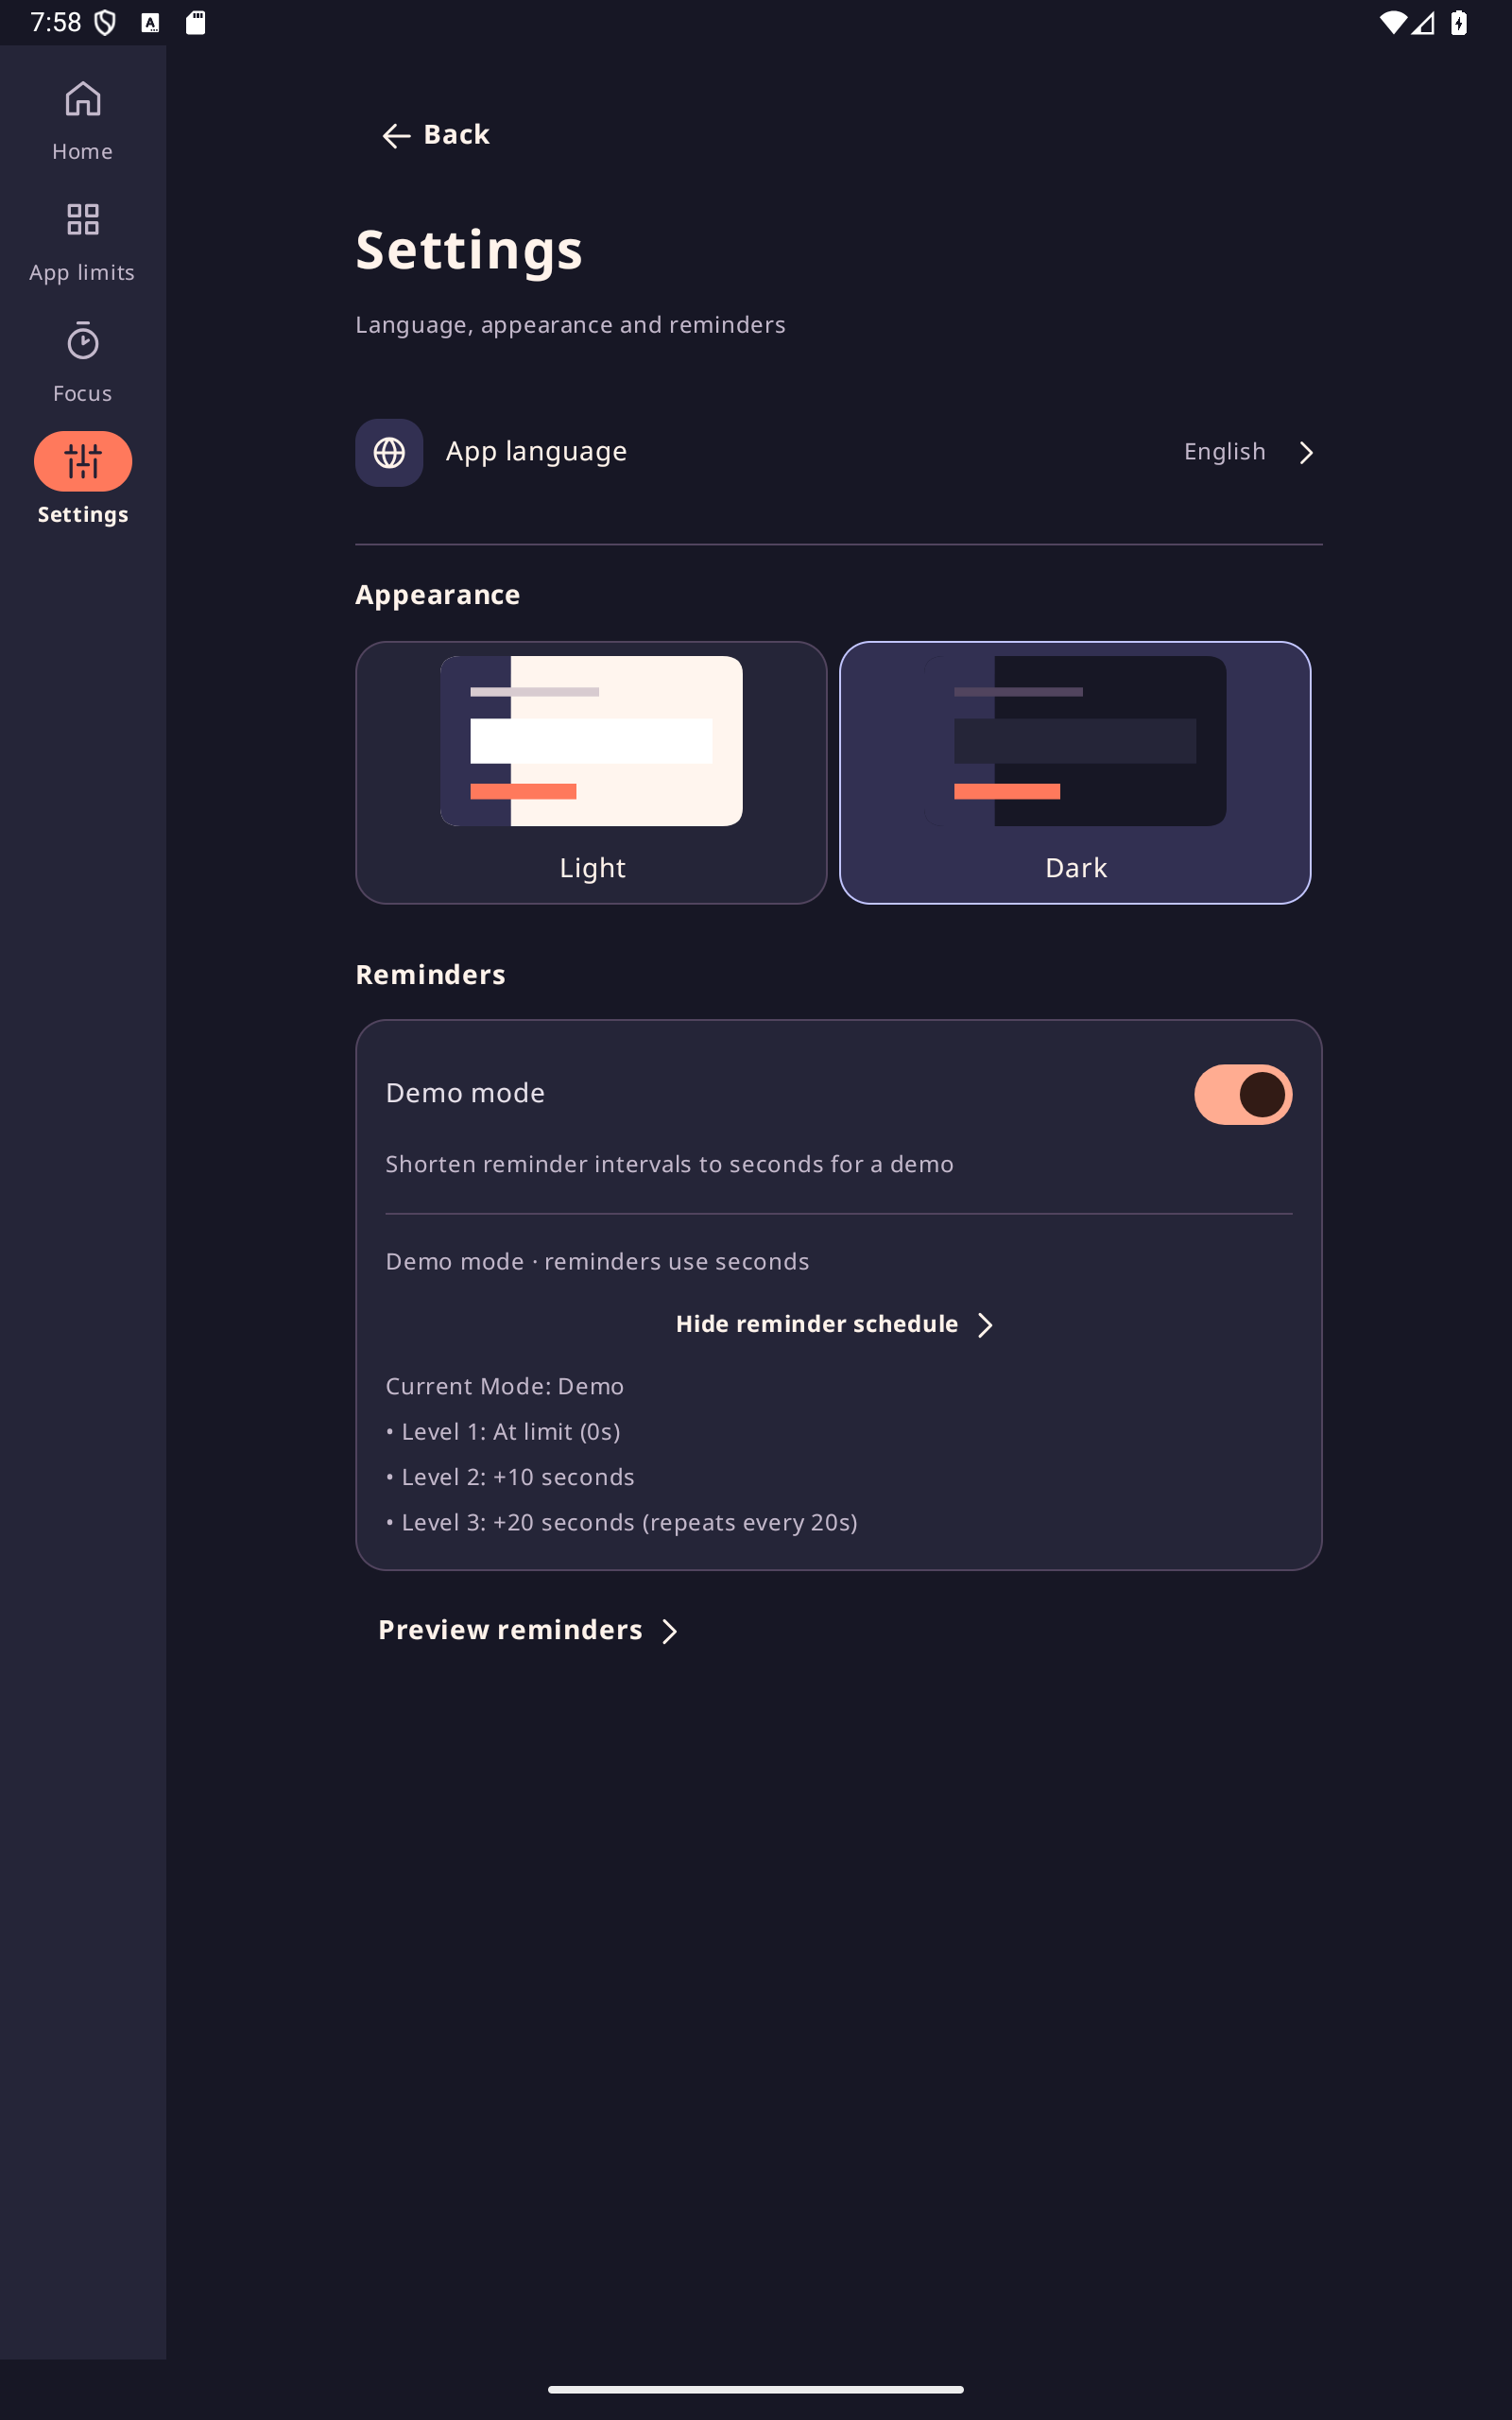 7:58
Home
App limits
Focus
Settings
Back
Settings
Language, appearance and reminders
App language
English
Appearance
Light
Dark
Reminders
Demo mode
Shorten reminder intervals to seconds for a demo
Demo mode · reminders use seconds
Hide reminder schedule
Current Mode: Demo
• Level 1: At limit (0s)
• Level 2: +10 seconds
• Level 3: +20 seconds (repeats every 20s)
Preview reminders